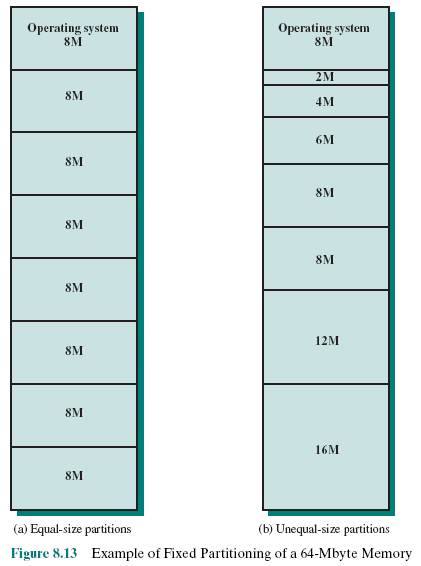 Operating system
8M
8M
8M
8M
8M
8M
8M
8M
(a) Equal-size partitions
Operating system
8M
2M
4M
6M
8M
8M
12M
16M
(b) Unequal-size partitions
Figure 8.13 Example of Fixed Partitioning of a 64-Mbyte Memory